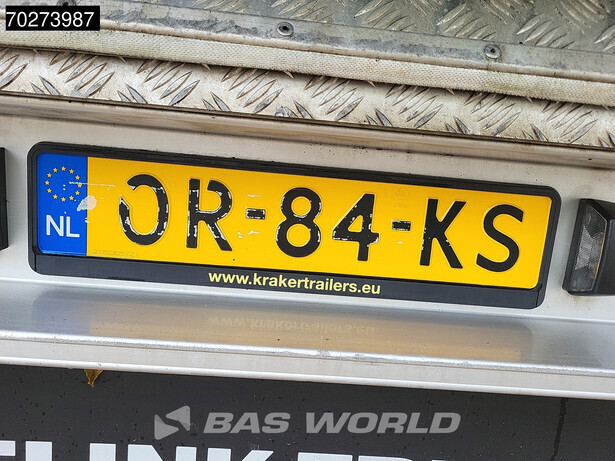 70273987
NL OR-84-KS
www.krakertrailers.eu
BAS WORLD